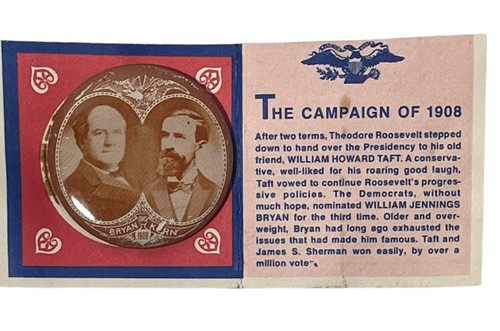 BRYAN KERN
THE CAMPAIGN OF 1908
After two terms, Theodore Roosevelt stepped
down to hand over the Presidency to his old
friend, WILLIAM HOWARD TAFT. A conserva-
tive, well-liked for his roaring good laugh,
Taft vowed to continue Roosevelt's progres-
sive policies. The Democrats, without
much hope, nominated WILLIAM JENNINGS
BRYAN for the third time. Older and over-
weight, Bryan had long ago exhausted the
issues that had made him famous. Taft and
James S. Sherman won easily, by over a
million vote